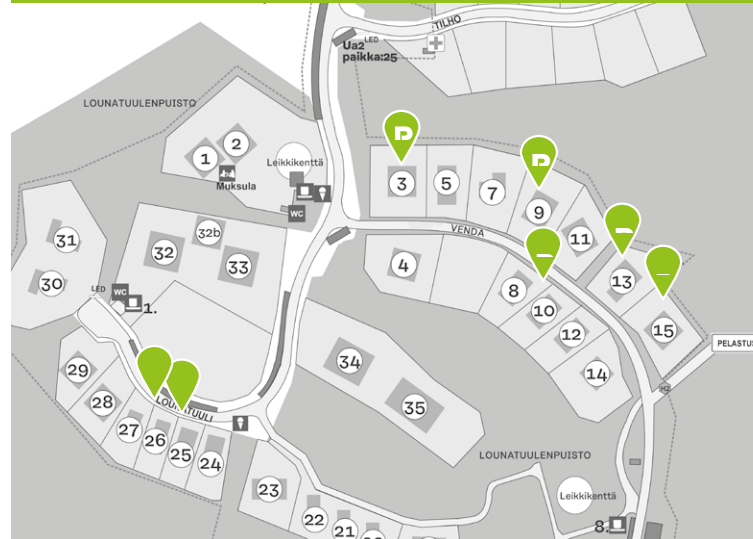 TILHO
LED
Ua2
paikka:25
LOUNATUULENPUISTO
2
1
Leikkikenttä
Muksula
WC
3
5
7
9
11
VENDA
13
15
31
32b
32
33
30
LED
WC
1.
4
8
10
12
14
PELASTUS
H2
34
35
29
28
27
26
25
24
LOUNATUULI
23
22
21
LOUNATUULENPUISTO
Leikkikenttä
8.